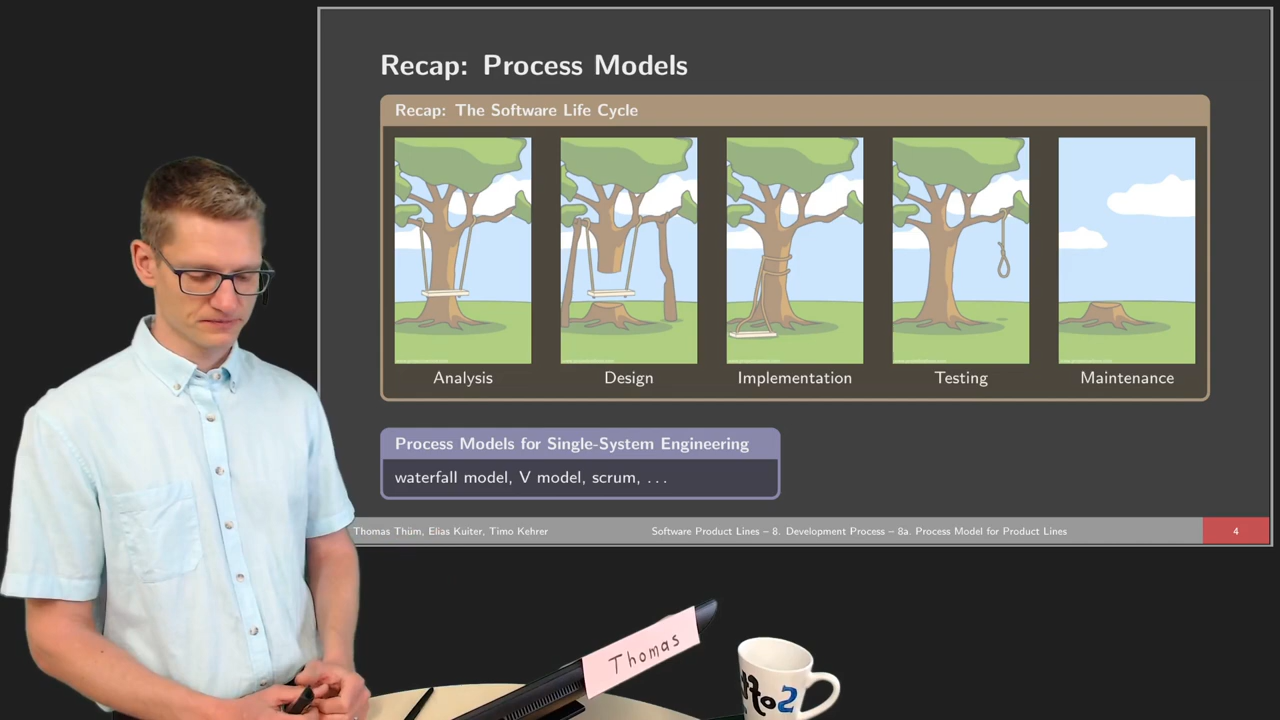 Recap: Process Models
Recap: The Software Life Cycle
Analysis
Design
Implementation
Testing
Maintenance
Process Models for Single-System Engineering
waterfall model, V model, scrum, ...
Thomas Thüm, Elias Kuiter, Timo Kehrer
Software Product Lines – 8. Development Process – 8a. Process Model for Product Lines
4
Thomas